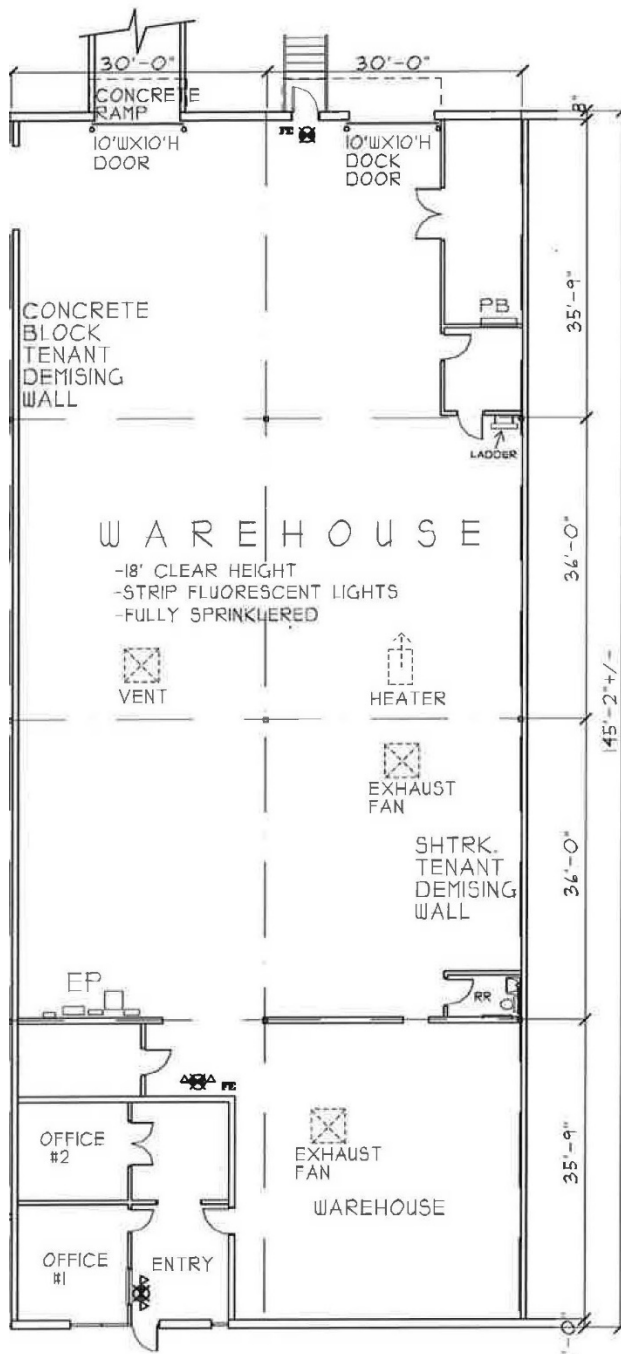 30'-0"
30'-0"
CONCRETE
RAMP
8"
10'WX10'H
DOOR
FE
10'WX10'H
DOCK
DOOR
35'-9"
PB
CONCRETE
BLOCK
TENANT
DEMISING
WALL
LADDER
WAREHOUSE
-18' CLEAR HEIGHT
-STRIP FLUORESCENT LIGHTS
-FULLY SPRINKLERED
36'-0"
VENT
HEATER
145'-2"+/-
EXHAUST
FAN
SHTRK.
TENANT
DEMISING
WALL
36'-0"
EP
RR
FE
OFFICE
#2
EXHAUST
FAN
35'-9"
WAREHOUSE
OFFICE
#1
ENTRY